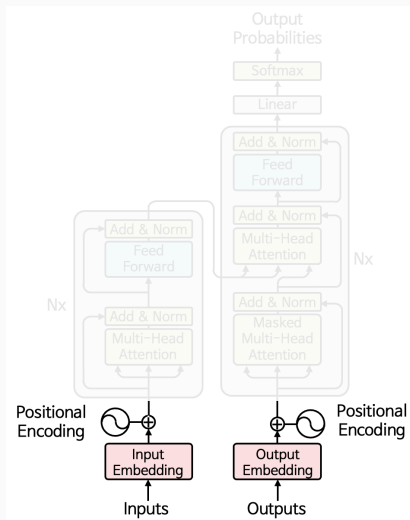 Output
Probabilities
Softmax
Linear
Add & Norm
Feed
Forward
Add & Norm
Multi-Head
Attention
Nx
Add & Norm
Masked
Multi-Head
Attention
Add & Norm
Feed
Forward
Nx
Add & Norm
Multi-Head
Attention
Positional
Encoding
Positional
Encoding
Input
Embedding
Output
Embedding
Inputs
Outputs